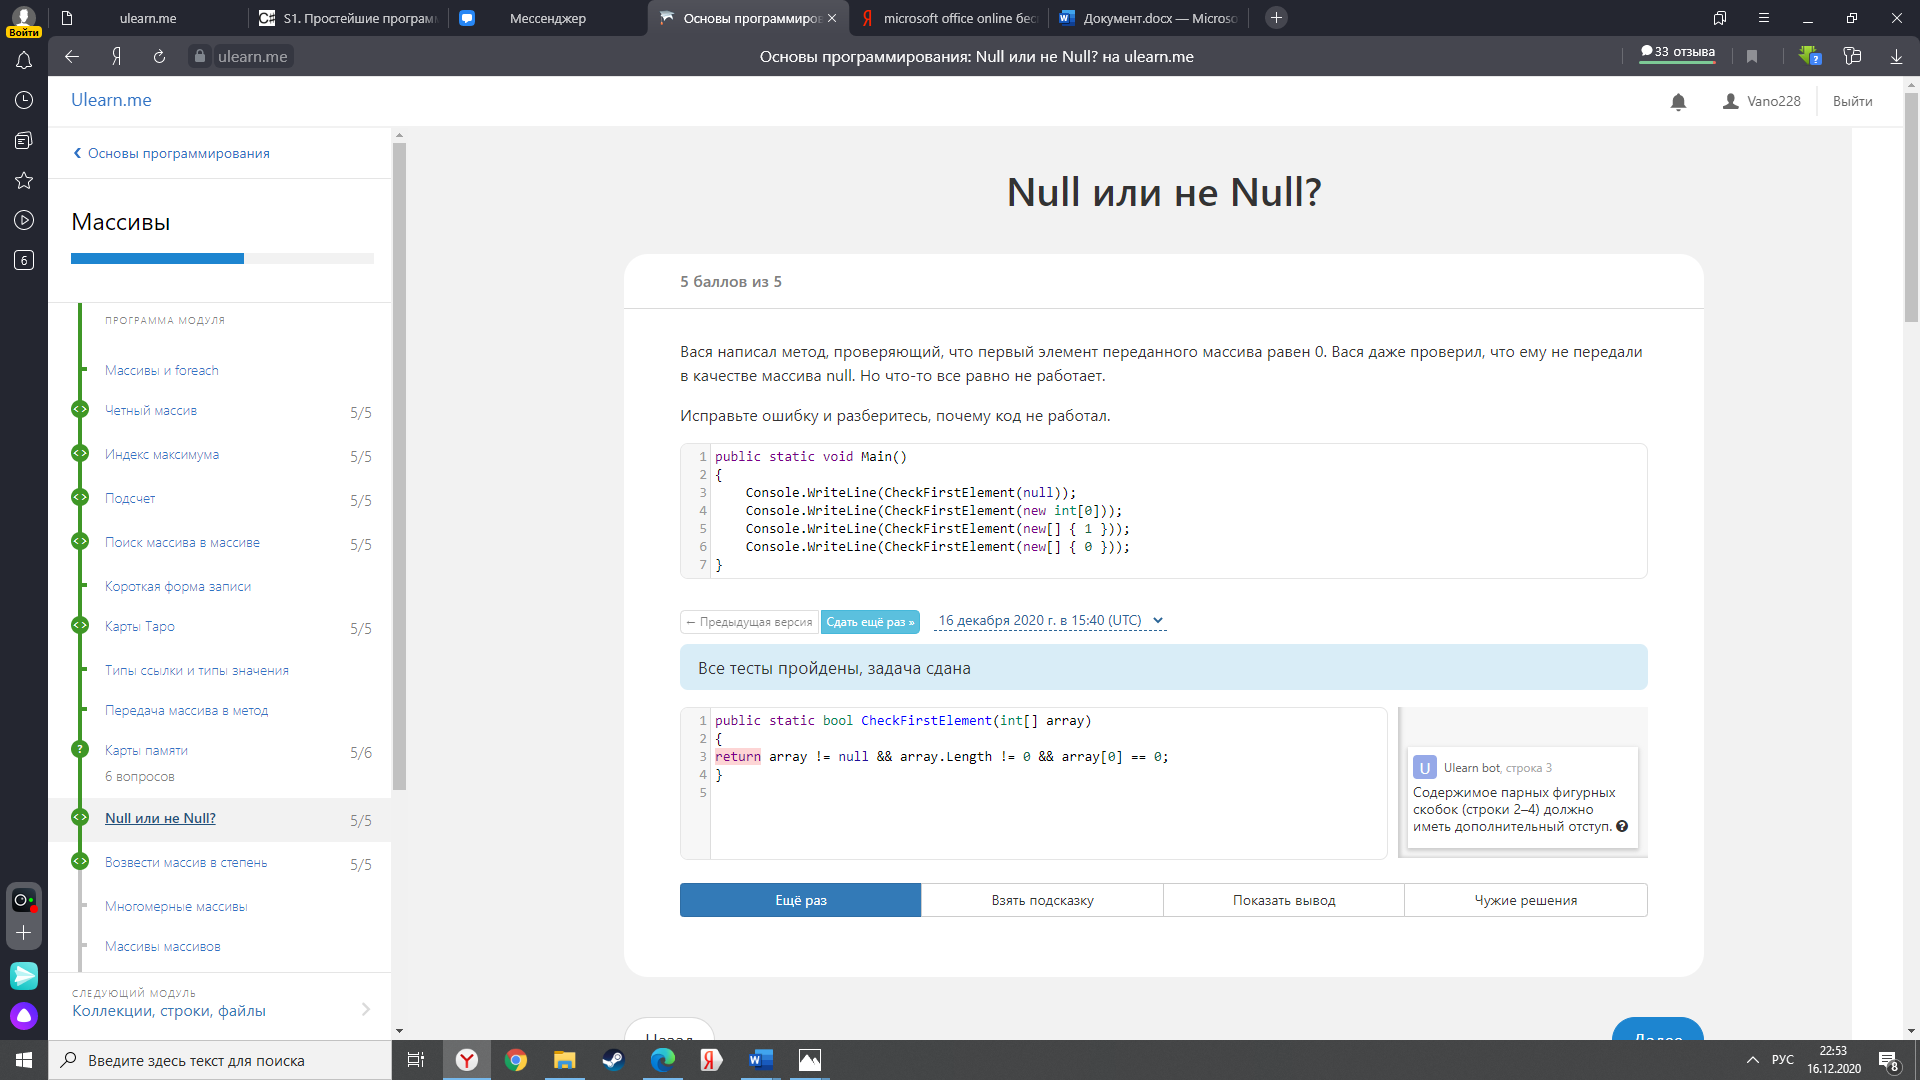 Войти
ulearn.me
S1. Простейшие програм
Мессенджер
Основы программиров
microsoft office online бес
Документ.docx — Microso
ulearn.me
Основы программирования: Null или не Null? на ulearn.me
33 отзыва
Ulearn.me
Vano228
Выйти
Основы программирования
Массивы
ПРОГРАММА МОДУЛЯ
Массивы и foreach
Четный массив 5/5
Индекс максимума 5/5
Подсчет 5/5
Поиск массива в массиве 5/5
Короткая форма записи
Карты Таро 5/5
Типы ссылки и типы значения
Передача массива в метод
Карты памяти 5/6
6 вопросов
Null или не Null? 5/5
Возвести массив в степень 5/5
Многомерные массивы
Массивы массивов
СЛЕДУЮЩИЙ МОДУЛЬ
Коллекции, строки, файлы
6
Null или не Null?
5 баллов из 5
Вася написал метод, проверяющий, что первый элемент переданного массива равен 0. Вася даже проверил, что ему не передали
в качестве массива null. Но что-то все равно не работает.
Исправьте ошибку и разберитесь, почему код не работал.
1 public static void Main()
2 {
3     Console.WriteLine(CheckFirstElement(null));
4     Console.WriteLine(CheckFirstElement(new int[0]));
5     Console.WriteLine(CheckFirstElement(new[] { 1 }));
6     Console.WriteLine(CheckFirstElement(new[] { 0 }));
7 }
← Предыдущая версия
Сдать ещё раз »
16 декабря 2020 г. в 15:40 (UTC)
Все тесты пройдены, задача сдана
1 public static bool CheckFirstElement(int[] array)
2 {
3 return array != null && array.Length != 0 && array[0] == 0;
4 }
5
U Ulearn bot, строка 3
Содержимое парных фигурных
скобок (строки 2–4) должно
иметь дополнительный отступ.
Ещё раз
Взять подсказку
Показать вывод
Чужие решения
Назад
Далее
Введите здесь текст для поиска
РУС
22:53
16.12.2020
8